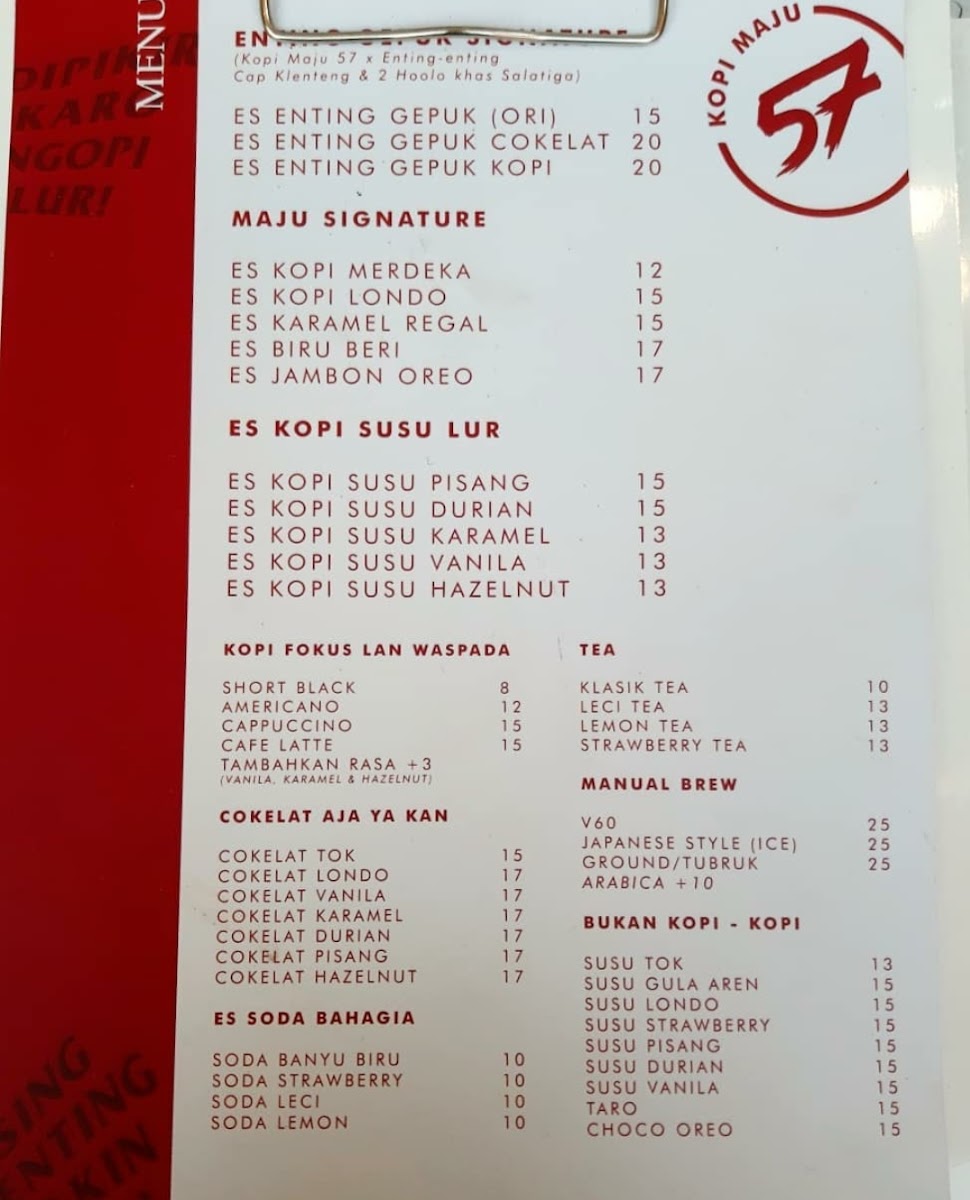 MENU
DIPIKIR
KARO
NGOPI
LUR!
KOPI MAJU
57
ENTING GEPUK SIGNATURE
(Kopi Maju 57 x Enting-enting
Cap Klenteng & 2 Hoolo khas Salatiga)
ES ENTING GEPUK (ORI) 15
ES ENTING GEPUK COKELAT 20
ES ENTING GEPUK KOPI 20
MAJU SIGNATURE
ES KOPI MERDEKA 12
ES KOPI LONDO 15
ES KARAMEL REGAL 15
ES BIRU BERI 17
ES JAMBON OREO 17
ES KOPI SUSU LUR
ES KOPI SUSU PISANG 15
ES KOPI SUSU DURIAN 15
ES KOPI SUSU KARAMEL 13
ES KOPI SUSU VANILA 13
ES KOPI SUSU HAZELNUT 13
KOPI FOKUS LAN WASPADA
SHORT BLACK 8
AMERICANO 12
CAPPUCCINO 15
CAFE LATTE 15
TAMBAHKAN RASA +3
(VANILA, KARAMEL & HAZELNUT)
COKELAT AJA YA KAN
COKELAT TOK 15
COKELAT LONDO 17
COKELAT VANILA 17
COKELAT KARAMEL 17
COKELAT DURIAN 17
COKELAT PISANG 17
COKELAT HAZELNUT 17
ES SODA BAHAGIA
SODA BANYU BIRU 10
SODA STRAWBERRY 10
SODA LECI 10
SODA LEMON 10
TEA
KLASIK TEA 10
LECI TEA 13
LEMON TEA 13
STRAWBERRY TEA 13
MANUAL BREW
V60 25
JAPANESE STYLE (ICE) 25
GROUND/TUBRUK 25
ARABICA +10
BUKAN KOPI - KOPI
SUSU TOK 13
SUSU GULA AREN 15
SUSU LONDO 15
SUSU STRAWBERRY 15
SUSU PISANG 15
SUSU DURIAN 15
SUSU VANILA 15
TARO 15
CHOCO OREO 15
SING
ENTING